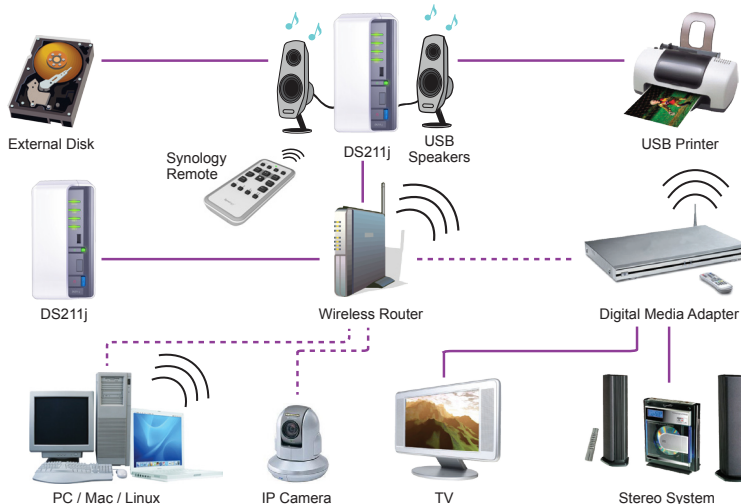 External Disk
Synology
Remote
DS211j
USB
Speakers
USB Printer
DS211j
Wireless Router
Digital Media Adapter
PC / Mac / Linux
IP Camera
TV
Stereo System